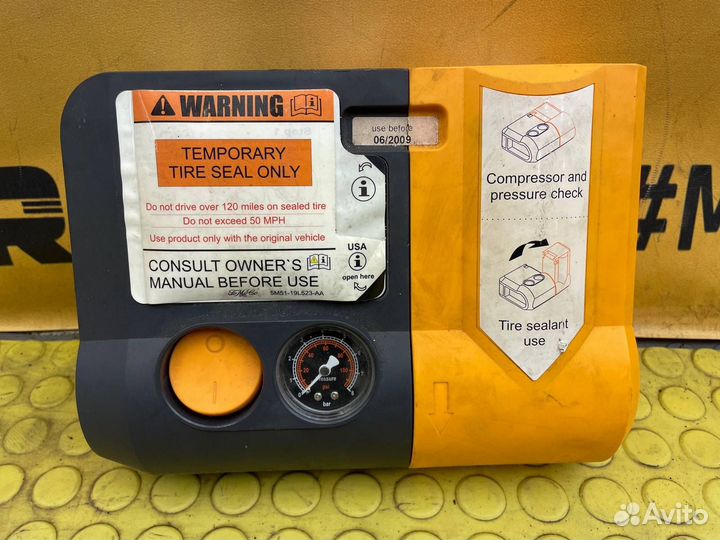 WARNING
TEMPORARY
TIRE SEAL ONLY
Do not drive over 120 miles on sealed tire
Do not exceed 50 MPH
Use product only with the original vehicle
CONSULT OWNER`S
MANUAL BEFORE USE
5M51-19L523-AA
use before
06/2009
USA
open here
Compressor and
pressure check
Tire sealant
use
pressure
psi
bar
R
#M
Avito